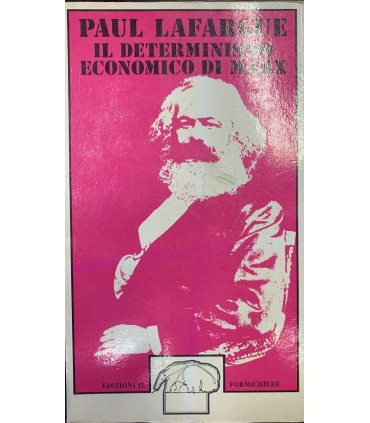 PAUL LAFARGUE
IL DETERMINISMO
ECONOMICO DI MARX
EDIZIONI IL FORMICHIERE